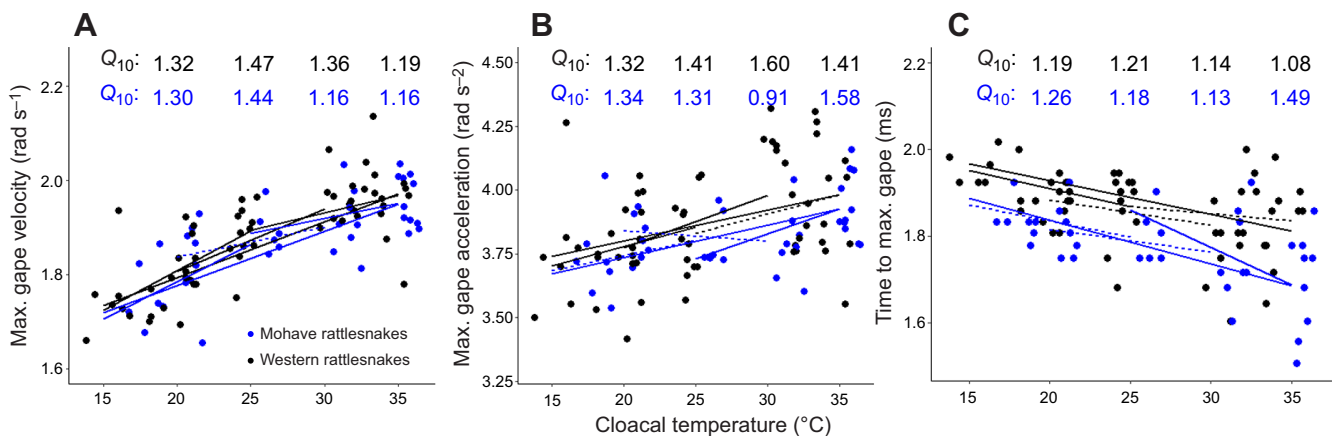 A
Q10: 1.32 1.47 1.36 1.19
Q10: 1.30 1.44 1.16 1.16
Max. gape velocity (rad s−1)
2.2
2.0
1.8
1.6
15 20 25 30 35
Mohave rattlesnakes
Western rattlesnakes
B
Q10: 1.32 1.41 1.60 1.41
Q10: 1.34 1.31 0.91 1.58
Max. gape acceleration (rad s−2)
4.50
4.25
4.00
3.75
3.50
3.25
15 20 25 30 35
Cloacal temperature (°C)
C
Q10: 1.19 1.21 1.14 1.08
Q10: 1.26 1.18 1.13 1.49
Time to max. gape (ms)
2.2
2.0
1.8
1.6
15 20 25 30 35